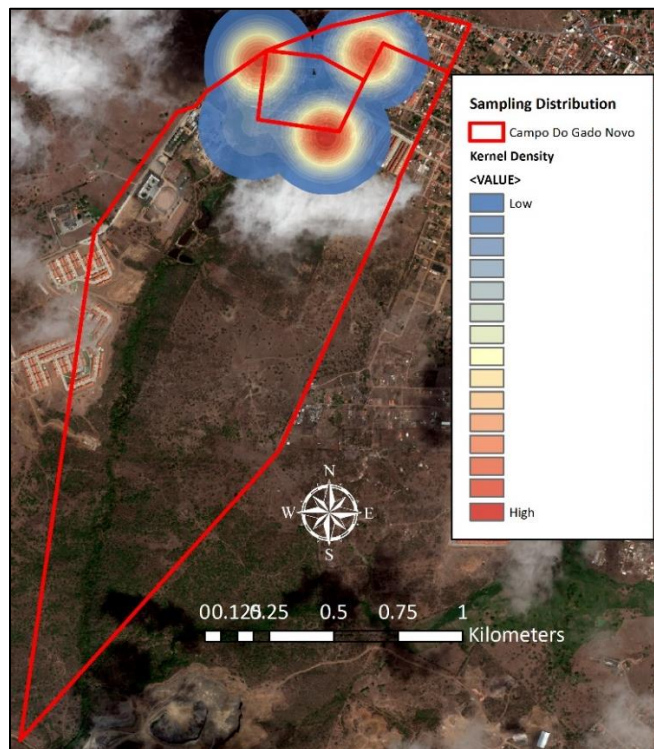 Sampling Distribution
Campo Do Gado Novo
Kernel Density
<VALUE>
Low
High
N
W E
S
00.1250.25 0.5 0.75 1
Kilometers